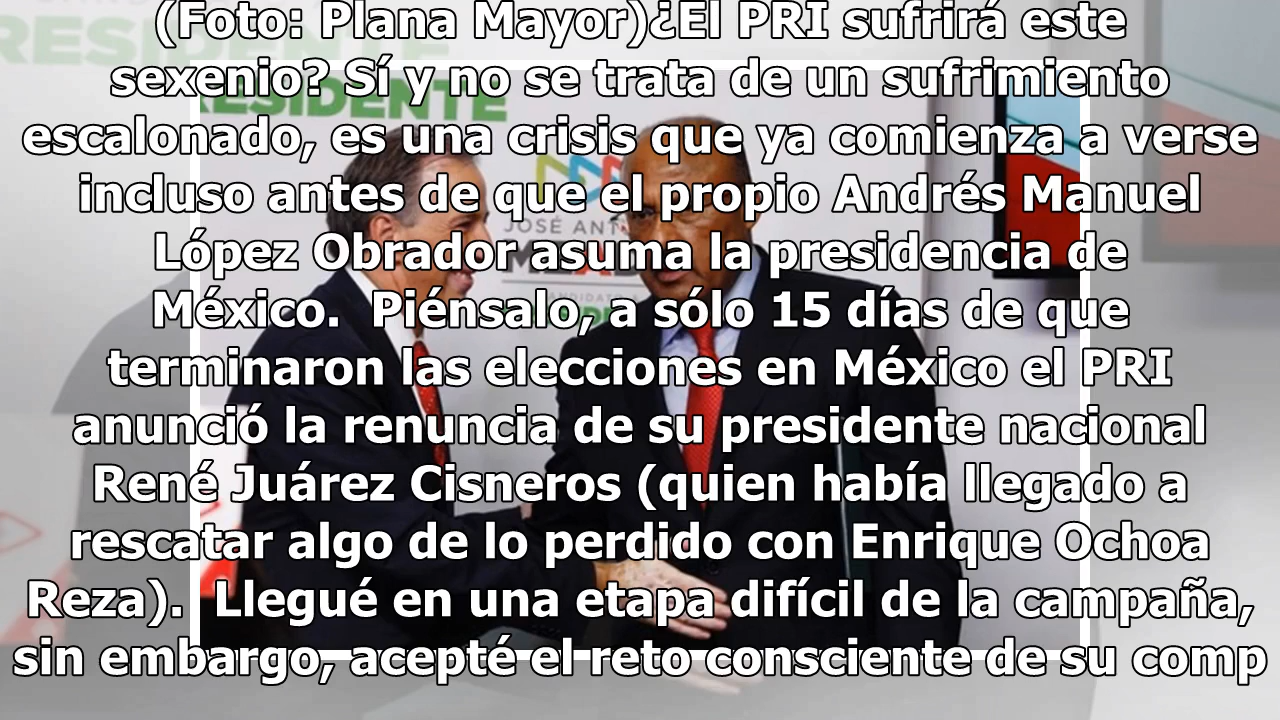 (Foto: Plana Mayor)¿El PRI sufrirá este
sexenio? Sí y no se trata de un sufrimiento
escalonado, es una crisis que ya comienza a verse
incluso antes de que el propio Andrés Manuel
López Obrador asuma la presidencia de
México.  Piénsalo, a sólo 15 días de que
terminaron las elecciones en México el PRI
anunció la renuncia de su presidente nacional
René Juárez Cisneros (quien había llegado a
rescatar algo de lo perdido con Enrique Ochoa
Reza).  Llegué en una etapa difícil de la campaña,
sin embargo, acepté el reto consciente de su comp
JOSÉ ANT